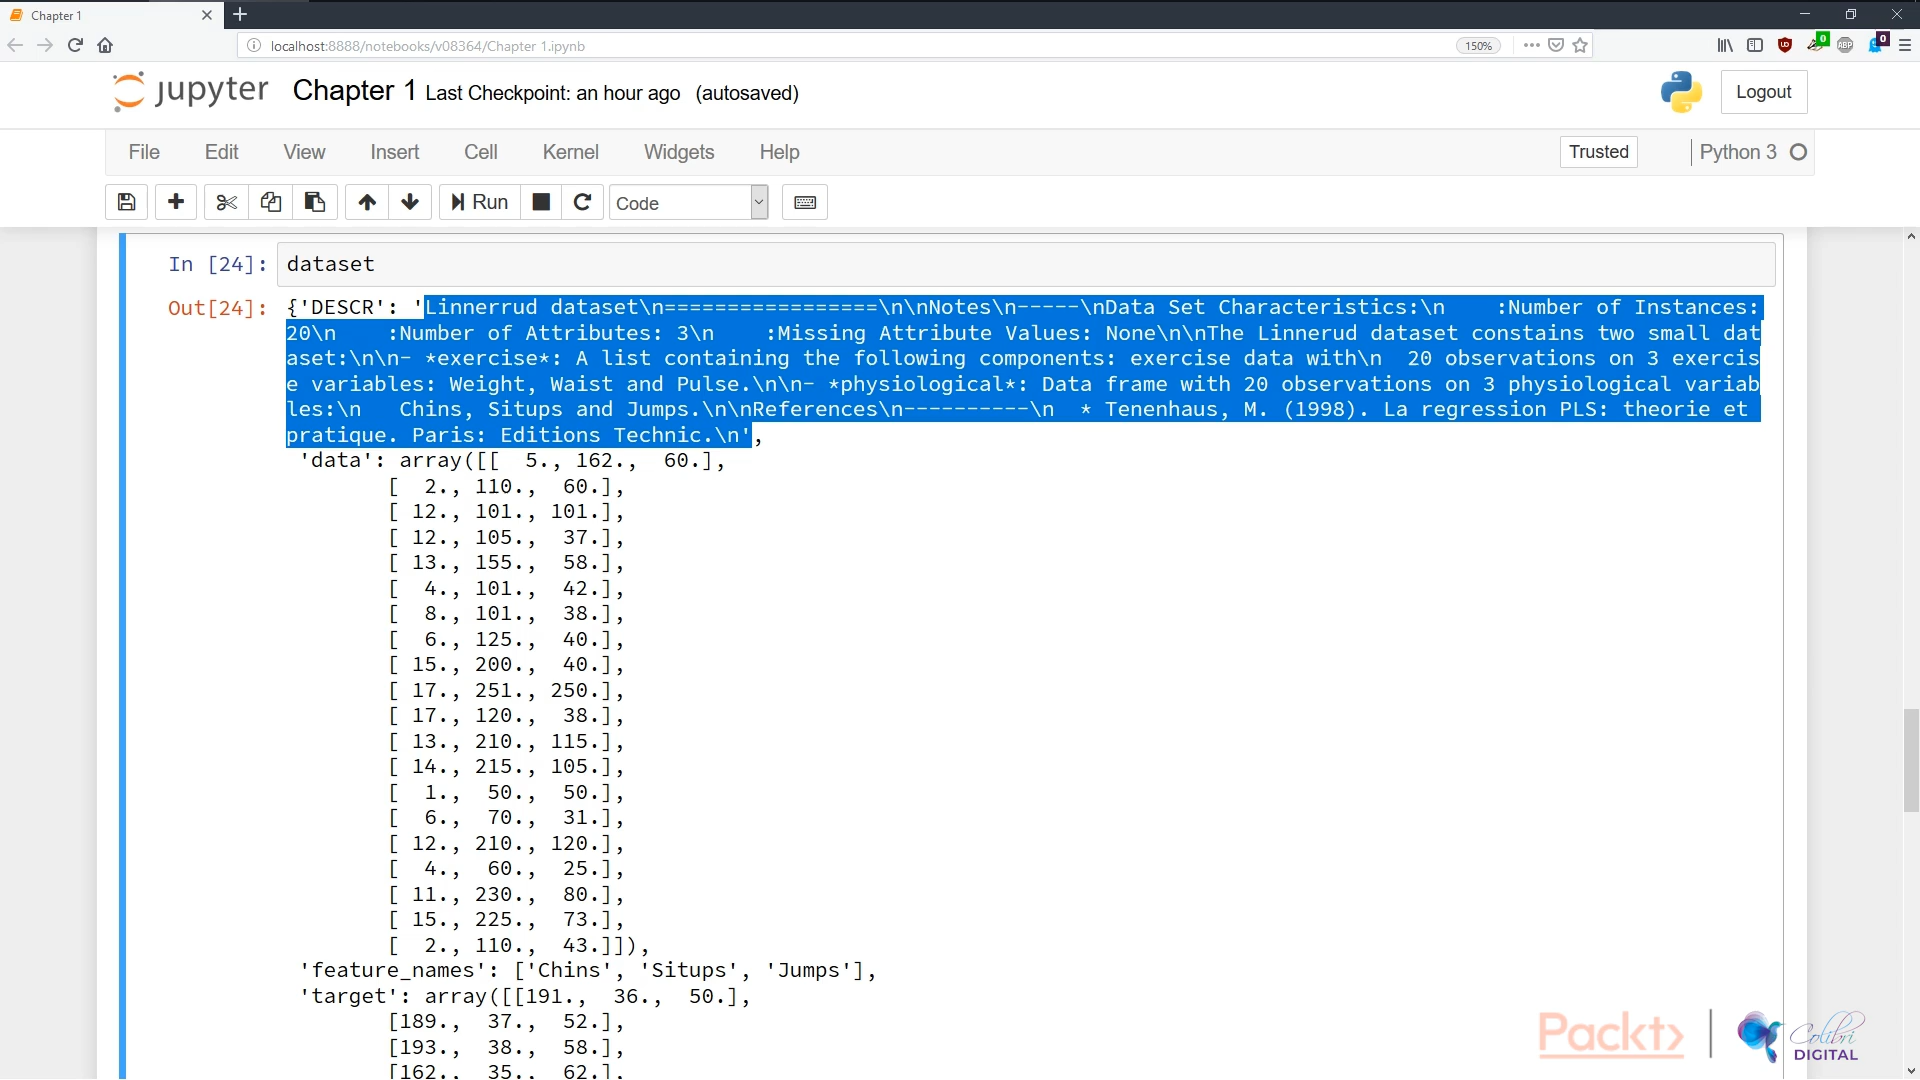 Chapter 1
localhost:8888/notebooks/v08364/Chapter 1.ipynb
150%
0
ABP
0
jupyter Chapter 1 Last Checkpoint: an hour ago (autosaved)
Logout
File Edit View Insert Cell Kernel Widgets Help
Trusted
Python 3
Run
Code
In [24]: dataset
Out[24]: {'DESCR': 'Linnerrud dataset\n=================\n\nNotes\n-----\nData Set Characteristics:\n    :Number of Instances:
20\n    :Number of Attributes: 3\n    :Missing Attribute Values: None\n\nThe Linnerud dataset constains two small dat
aset:\n\n- *exercise*: A list containing the following components: exercise data with\n  20 observations on 3 exercis
e variables: Weight, Waist and Pulse.\n\n- *physiological*: Data frame with 20 observations on 3 physiological variab
les:\n   Chins, Situps and Jumps.\n\nReferences\n----------\n  * Tenenhaus, M. (1998). La regression PLS: theorie et
pratique. Paris: Editions Technic.\n',
'data': array([[  5., 162.,  60.],
[  2., 110.,  60.],
[ 12., 101., 101.],
[ 12., 105.,  37.],
[ 13., 155.,  58.],
[  4., 101.,  42.],
[  8., 101.,  38.],
[  6., 125.,  40.],
[ 15., 200.,  40.],
[ 17., 251., 250.],
[ 17., 120.,  38.],
[ 13., 210., 115.],
[ 14., 215., 105.],
[  1.,  50.,  50.],
[  6.,  70.,  31.],
[ 12., 210., 120.],
[  4.,  60.,  25.],
[ 11., 230.,  80.],
[ 15., 225.,  73.],
[  2., 110.,  43.]]),
'feature_names': ['Chins', 'Situps', 'Jumps'],
'target': array([[191.,  36.,  50.],
[189.,  37.,  52.],
[193.,  38.,  58.],
[162.,  35.,  62.],
Packt>
Colibri
DIGITAL